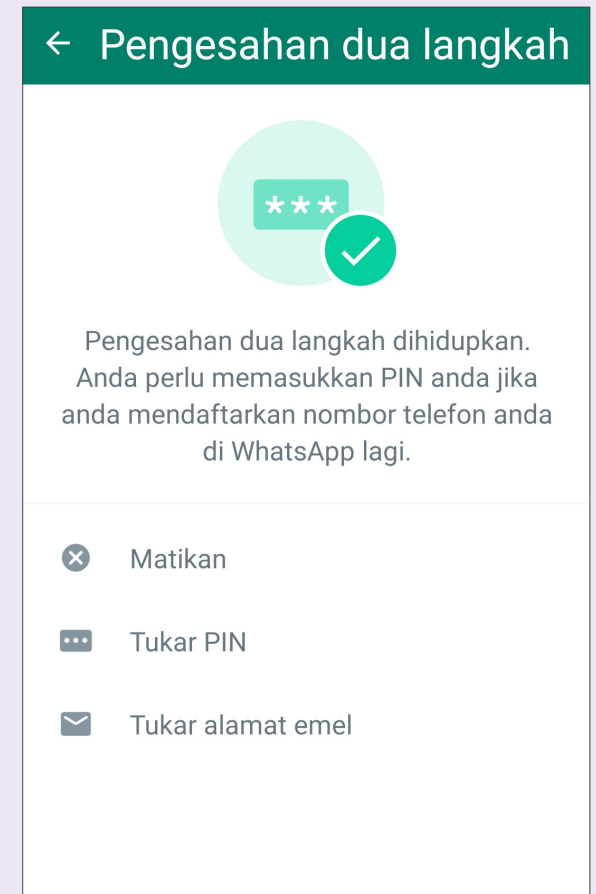 Pengesahan dua langkah
***
Pengesahan dua langkah dihidupkan.
Anda perlu memasukkan PIN anda jika
anda mendaftarkan nombor telefon anda
di WhatsApp lagi.
Matikan
Tukar PIN
Tukar alamat emel